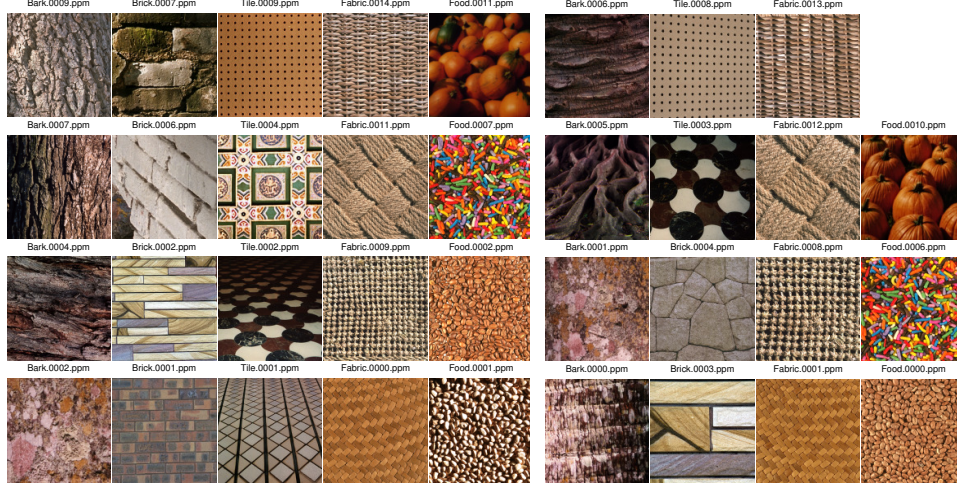 Bark.0009.ppm Brick.0007.ppm Tile.0009.ppm Fabric.0014.ppm Food.0011.ppm Bark.0006.ppm Tile.0008.ppm Fabric.0013.ppm
Bark.0007.ppm Brick.0006.ppm Tile.0004.ppm Fabric.0011.ppm Food.0007.ppm Bark.0005.ppm Tile.0003.ppm Fabric.0012.ppm Food.0010.ppm
Bark.0004.ppm Brick.0002.ppm Tile.0002.ppm Fabric.0009.ppm Food.0002.ppm Bark.0001.ppm Brick.0004.ppm Fabric.0008.ppm Food.0006.ppm
Bark.0002.ppm Brick.0001.ppm Tile.0001.ppm Fabric.0000.ppm Food.0001.ppm Bark.0000.ppm Brick.0003.ppm Fabric.0001.ppm Food.0000.ppm